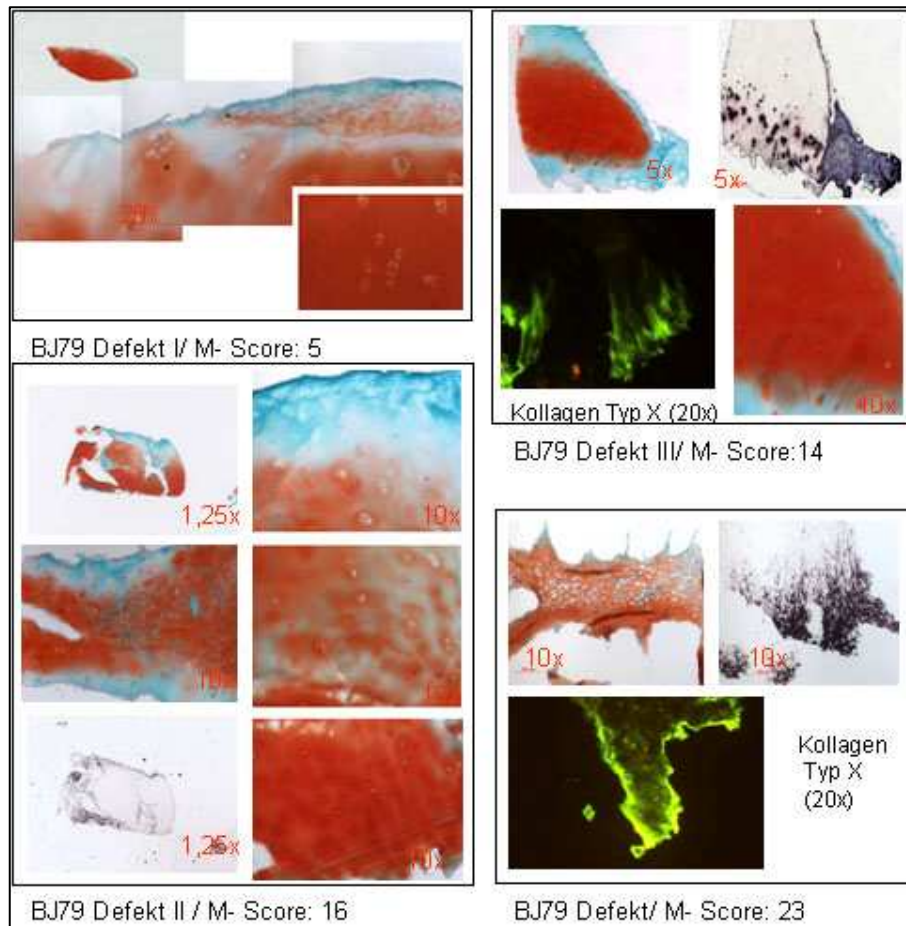 BJ79 Defekt I/ M- Score: 5
5x
5x
Kollagen Typ X (20x)
BJ79 Defekt III/ M- Score:14
1,25x
10x
1,25x
BJ79 Defekt II / M- Score: 16
10x
10x
Kollagen
Typ X
(20x)
BJ79 Defekt/ M- Score: 23